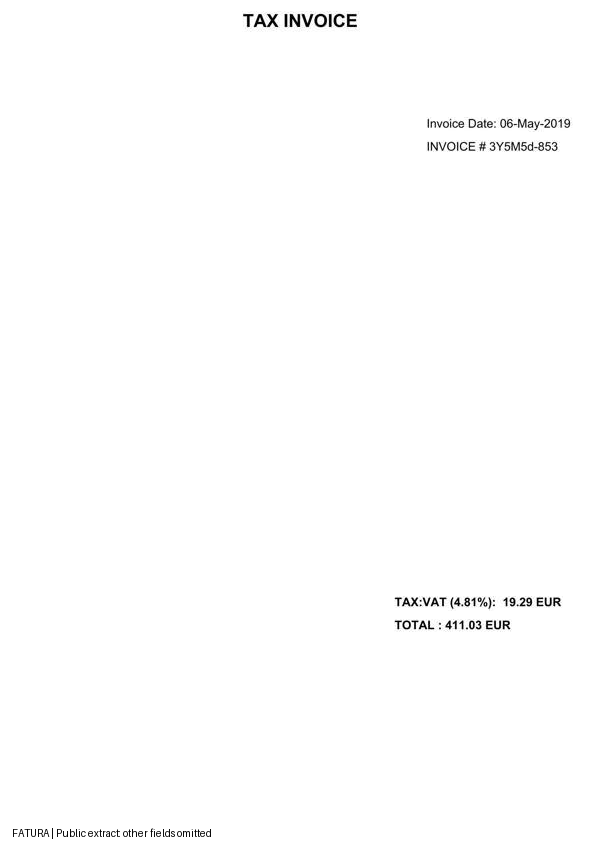 TAX INVOICE
Invoice Date: 06-May-2019
INVOICE # 3Y5M5d-853
TAX:VAT (4.81%): 19.29 EUR
TOTAL : 411.03 EUR
FATURA | Public extract: other fields omitted